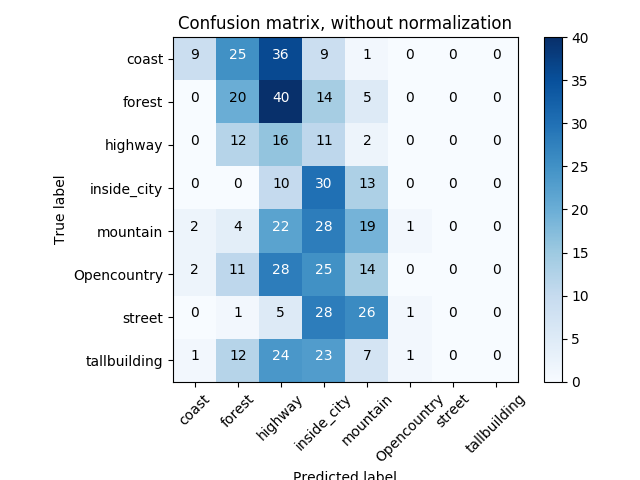 Confusion matrix, without normalization
True label
coast 9 25 36 9 1 0 0 0
forest 0 20 40 14 5 0 0 0
highway 0 12 16 11 2 0 0 0
inside_city 0 0 10 30 13 0 0 0
mountain 2 4 22 28 19 1 0 0
Opencountry 2 11 28 25 14 0 0 0
street 0 1 5 28 26 1 0 0
tallbuilding 1 12 24 23 7 1 0 0
coast forest highway inside_city mountain Opencountry street tallbuilding
Predicted label
40
35
30
25
20
15
10
5
0